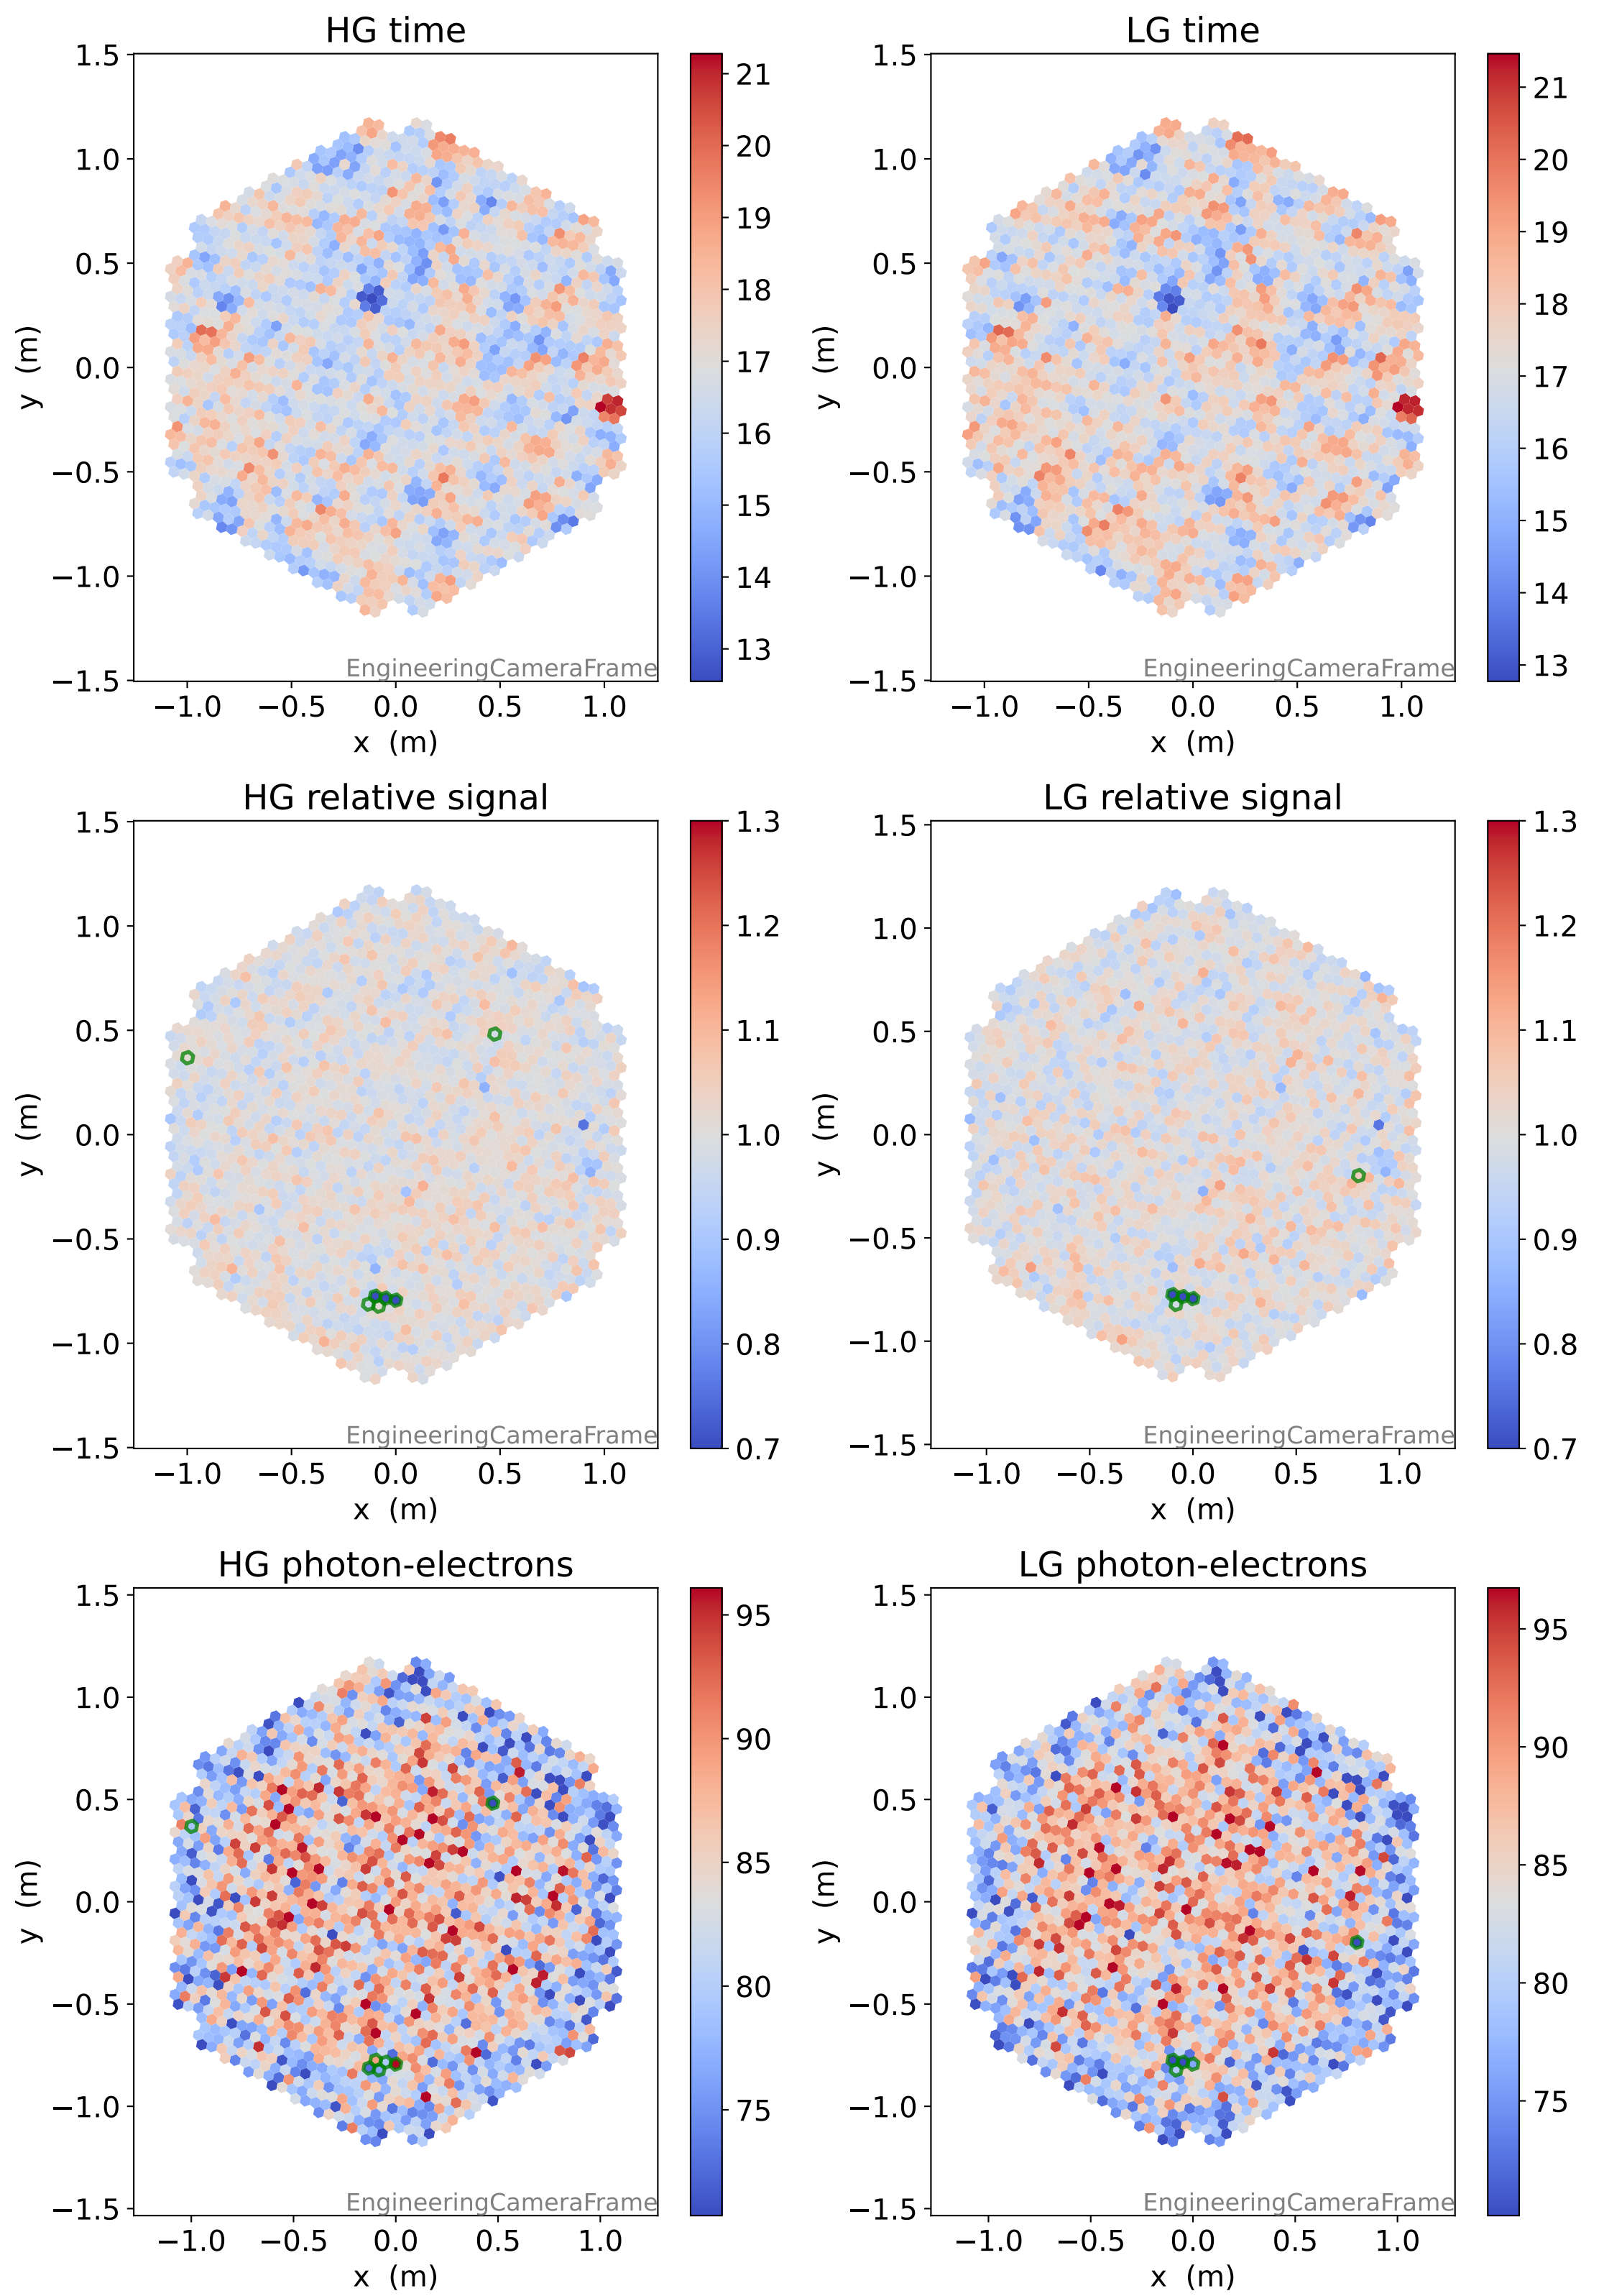 HG time
1.5
1.0
0.5
0.0
−0.5
−1.0
−1.5
y (m)
−1.0 −0.5 0.0 0.5 1.0
x (m)
EngineeringCameraFrame
21
20
19
18
17
16
15
14
13
LG time
1.5
1.0
0.5
0.0
−0.5
−1.0
−1.5
y (m)
−1.0 −0.5 0.0 0.5 1.0
x (m)
EngineeringCameraFrame
21
20
19
18
17
16
15
14
13
HG relative signal
1.5
1.0
0.5
0.0
−0.5
−1.0
−1.5
y (m)
−1.0 −0.5 0.0 0.5 1.0
x (m)
EngineeringCameraFrame
1.3
1.2
1.1
1.0
0.9
0.8
0.7
LG relative signal
1.5
1.0
0.5
0.0
−0.5
−1.0
−1.5
y (m)
−1.0 −0.5 0.0 0.5 1.0
x (m)
EngineeringCameraFrame
1.3
1.2
1.1
1.0
0.9
0.8
0.7
HG photon-electrons
1.5
1.0
0.5
0.0
−0.5
−1.0
−1.5
y (m)
−1.0 −0.5 0.0 0.5 1.0
x (m)
EngineeringCameraFrame
95
90
85
80
75
LG photon-electrons
1.5
1.0
0.5
0.0
−0.5
−1.0
−1.5
y (m)
−1.0 −0.5 0.0 0.5 1.0
x (m)
EngineeringCameraFrame
95
90
85
80
75